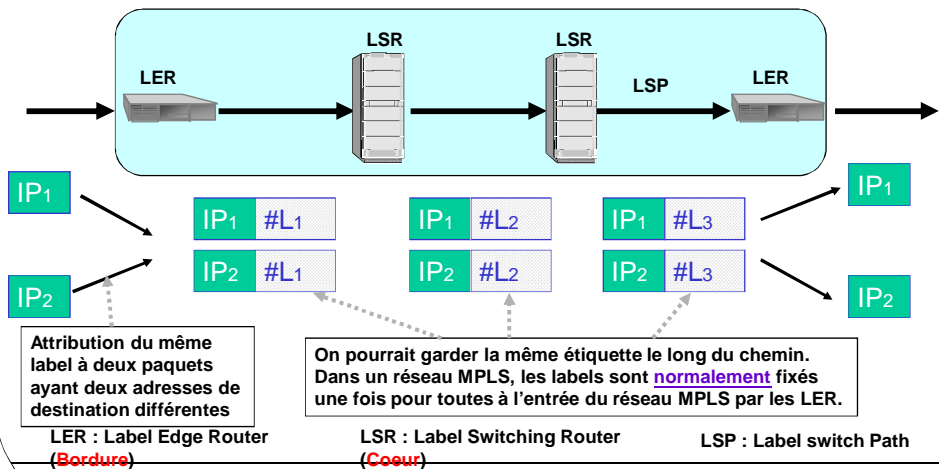 LSR LSR
LER LSP LER
IP1 IP1
IP1 #L1 IP1 #L2 IP1 #L3
IP2 #L1 IP2 #L2 IP2 #L3
IP2 IP2
Attribution du même
label à deux paquets
ayant deux adresses de
destination différentes
On pourrait garder la même étiquette le long du chemin.
Dans un réseau MPLS, les labels sont normalement fixés
une fois pour toutes à l'entrée du réseau MPLS par les LER.
LER : Label Edge Router
(Bordure)
LSR : Label Switching Router
(Coeur)
LSP : Label switch Path